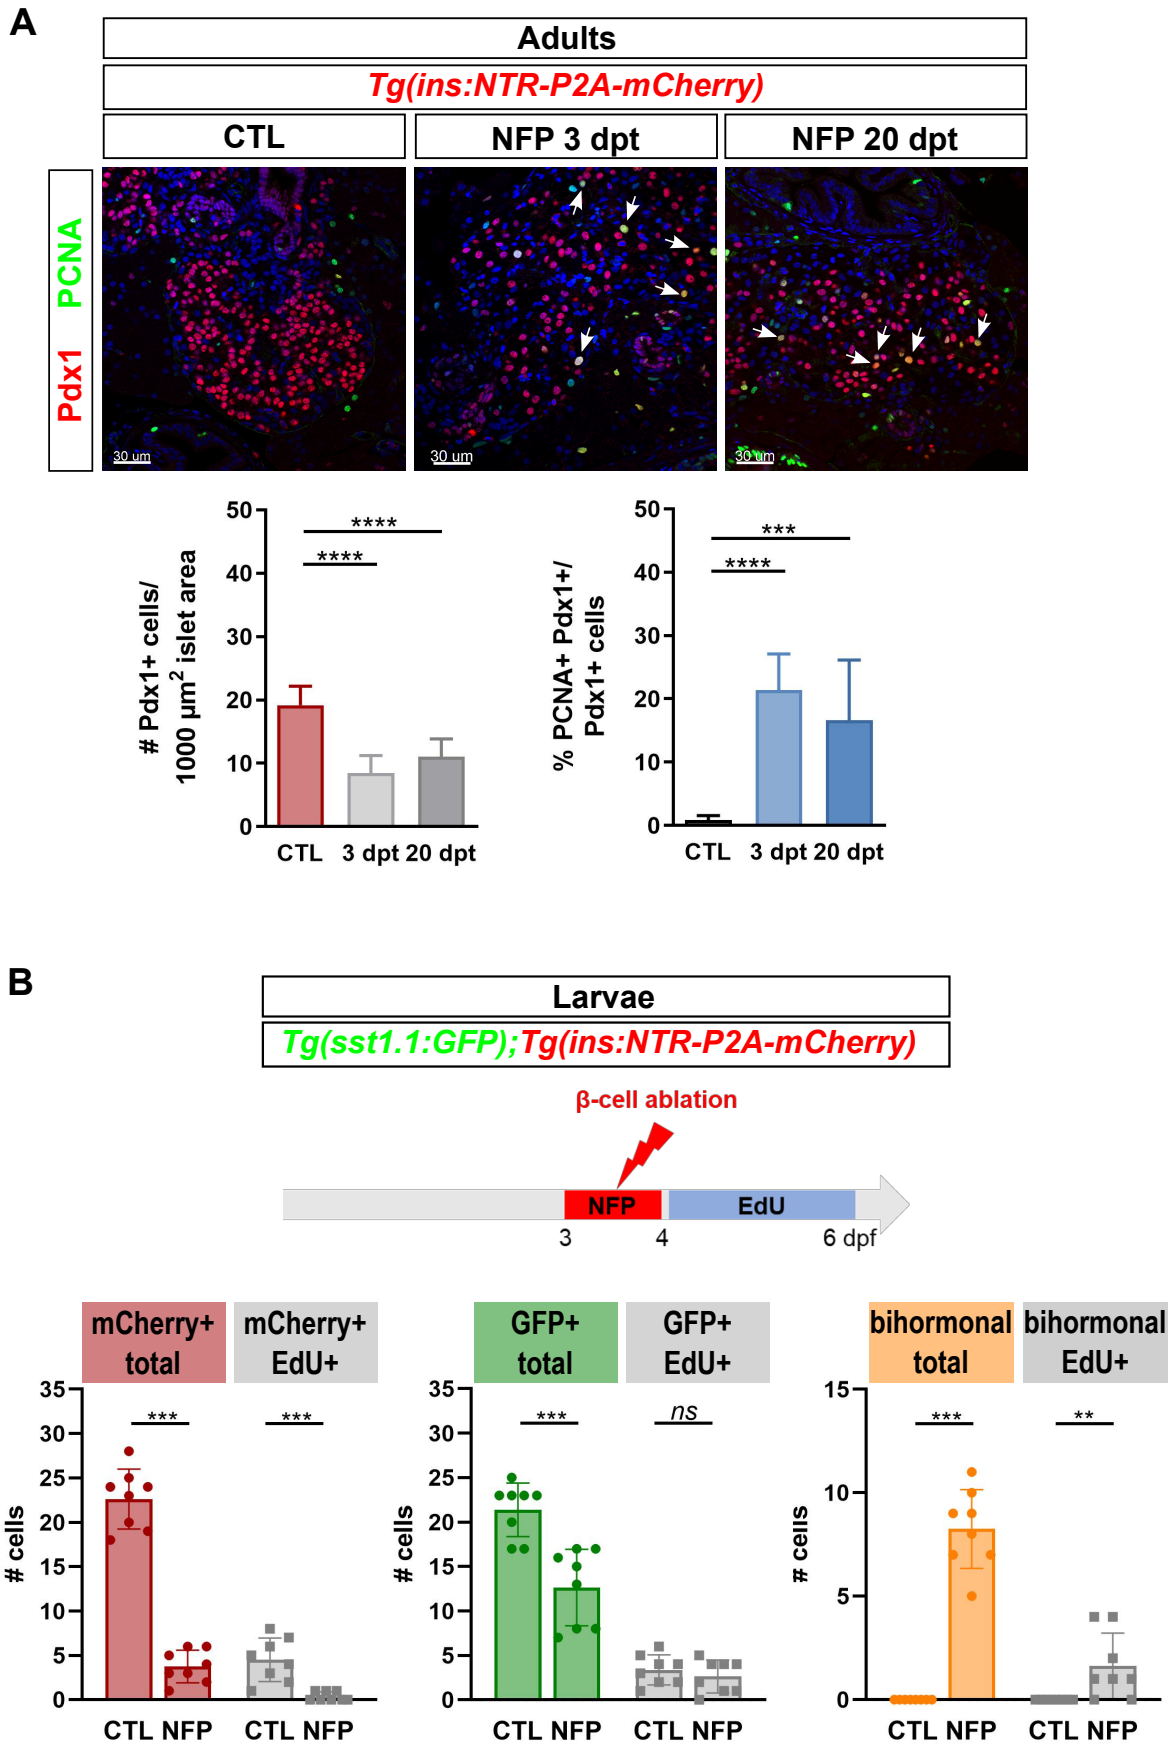 A
Adults
Tg(ins:NTR-P2A-mCherry)
CTL
NFP 3 dpt
NFP 20 dpt
Pdx1 PCNA
30 um
30 um
30 um
# Pdx1+ cells/
1000 µm² islet area
50
40
30
20
10
0
****
****
CTL
3 dpt
20 dpt
% PCNA+ Pdx1+/
Pdx1+ cells
50
40
30
20
10
0
***
****
CTL
3 dpt
20 dpt
B
Larvae
Tg(sst1.1:GFP);Tg(ins:NTR-P2A-mCherry)
β-cell ablation
NFP
EdU
3
4
6 dpf
mCherry+
total
mCherry+
EdU+
# cells
35
30
25
20
15
10
5
0
***
***
CTL NFP
CTL NFP
GFP+
total
GFP+
EdU+
# cells
35
30
25
20
15
10
5
0
***
ns
CTL NFP
CTL NFP
bihormonal
total
bihormonal
EdU+
# cells
15
10
5
0
***
**
CTL NFP
CTL NFP